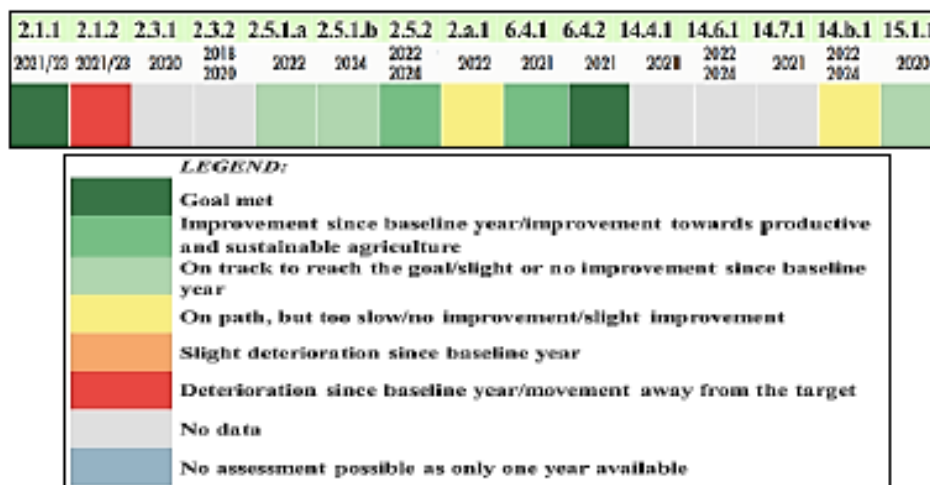 2.1.1 2.1.2 2.3.1 2.3.2 2.5.1.a 2.5.1.b 2.5.2 2.a.1 6.4.1 6.4.2 14.4.1 14.6.1 14.7.1 14.b.1 15.1.1
2021/23 2021/23 2020 2018 2020 2022 2024 2022 2024 2022 2021 2021 2021 2022 2024 2021 2022 2024 2020
LEGEND:
Goal met
Improvement since baseline year/improvement towards productive
and sustainable agriculture
On track to reach the goal/slight or no improvement since baseline
year
On path, but too slow/no improvement/slight improvement
Slight deterioration since baseline year
Deterioration since baseline year/movement away from the target
No data
No assessment possible as only one year available